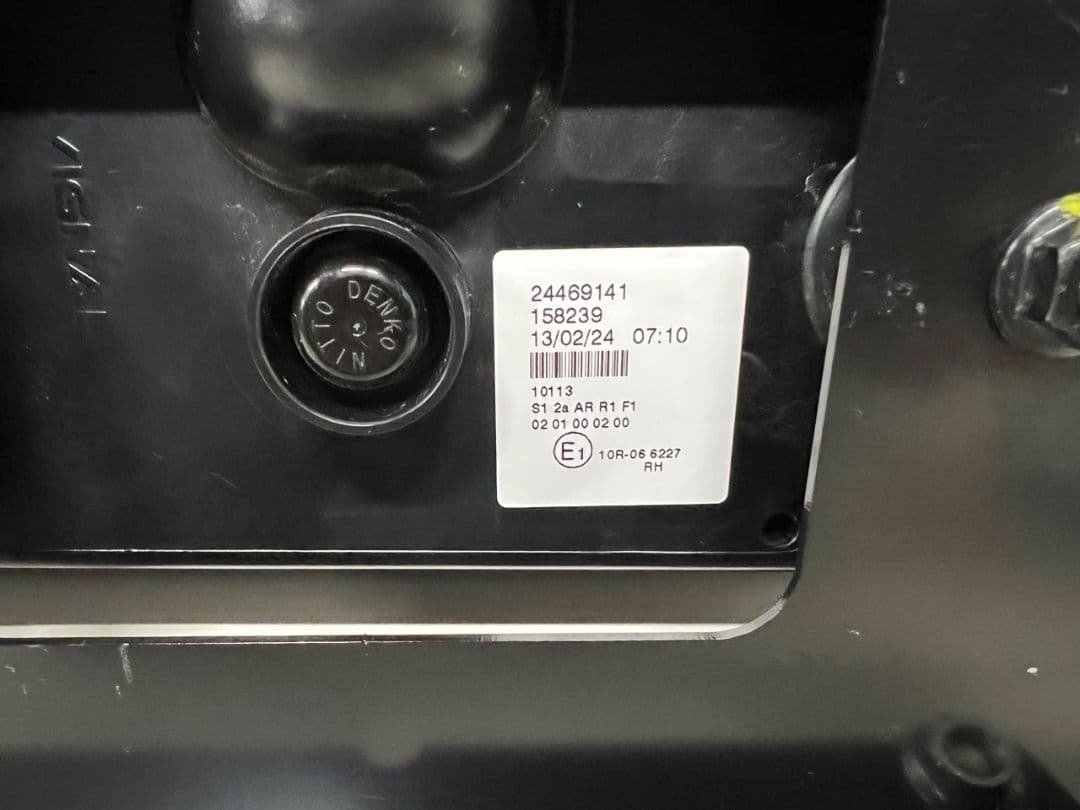 NITTO DENKO
24469141
158239
13/02/24 07:10
10113
S1 2a AR R1 F1
02 01 00 02 00
E1 10R-06 6227
RH